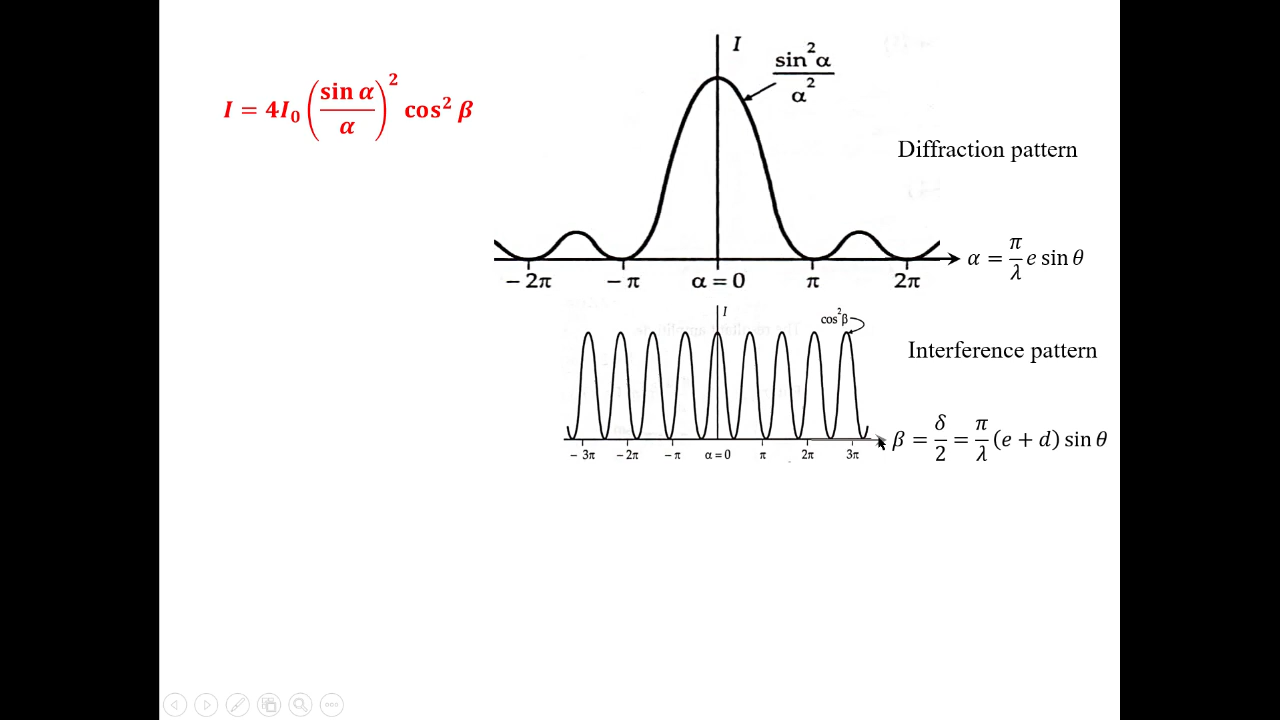 I = 4I₀ (sin α / α)² cos² β
I
sin²α / α²
Diffraction pattern
α = π/λ e sin θ
− 2π − π α = 0 π 2π
I
cos²β
Interference pattern
β = δ/2 = π/λ (e + d) sin θ
− 3π − 2π − π α = 0 π 2π 3π